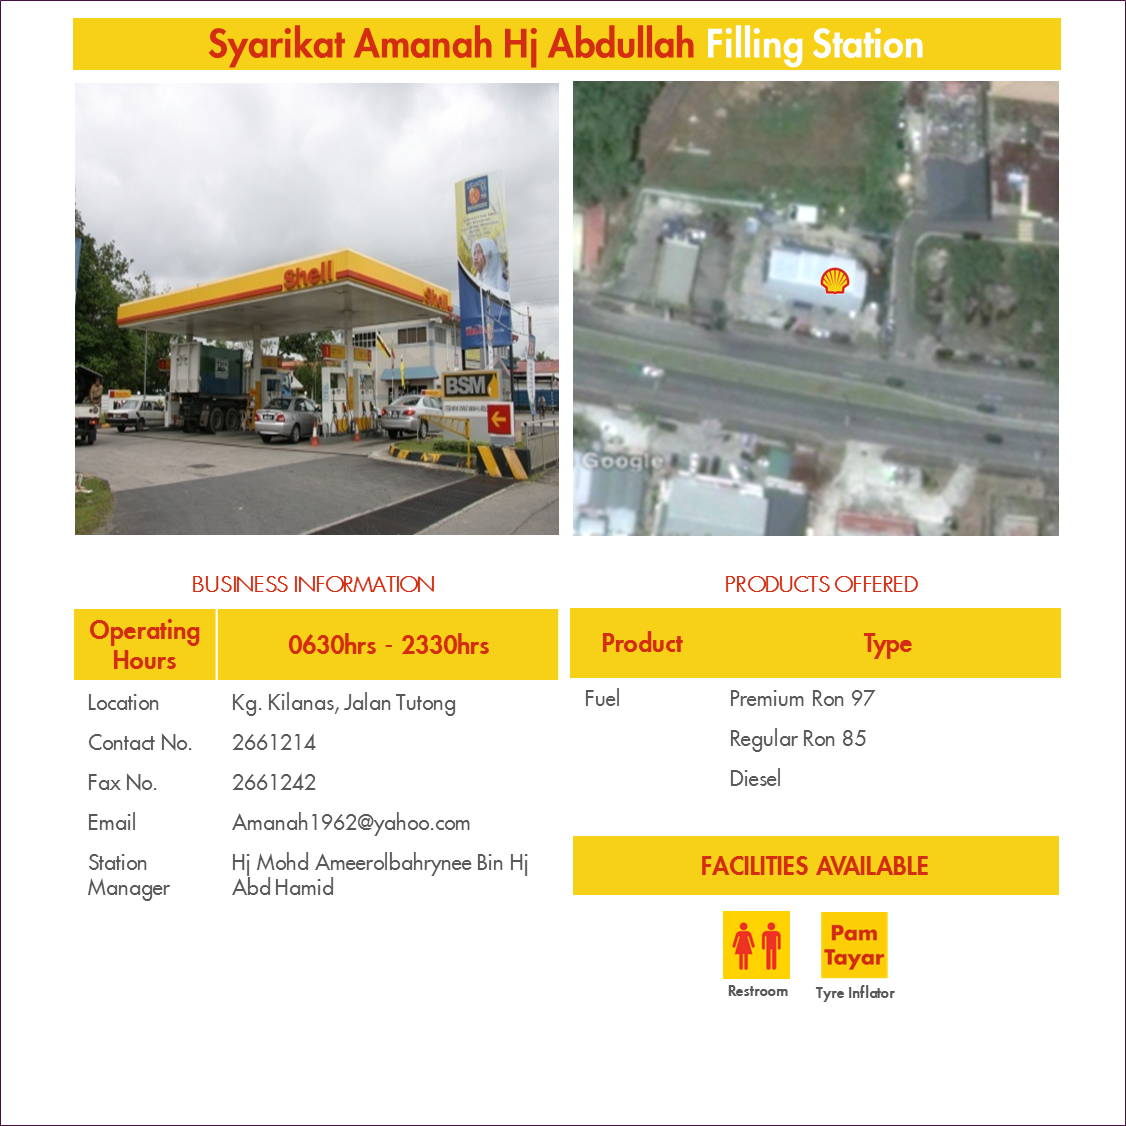 Syarikat Amanah Hj Abdullah Filling Station
Shell
Shell
BSM
Google
BUSINESS INFORMATION
Operating Hours
0630hrs - 2330hrs
Location
Kg. Kilanas, Jalan Tutong
Contact No.
2661214
Fax No.
2661242
Email
Amanah1962@yahoo.com
Station
Manager
Hj Mohd Ameerolbahrynee Bin Hj
Abd Hamid
PRODUCTS OFFERED
Product
Type
Fuel
Premium Ron 97
Regular Ron 85
Diesel
FACILITIES AVAILABLE
Pam
Tayar
Restroom
Tyre Inflator